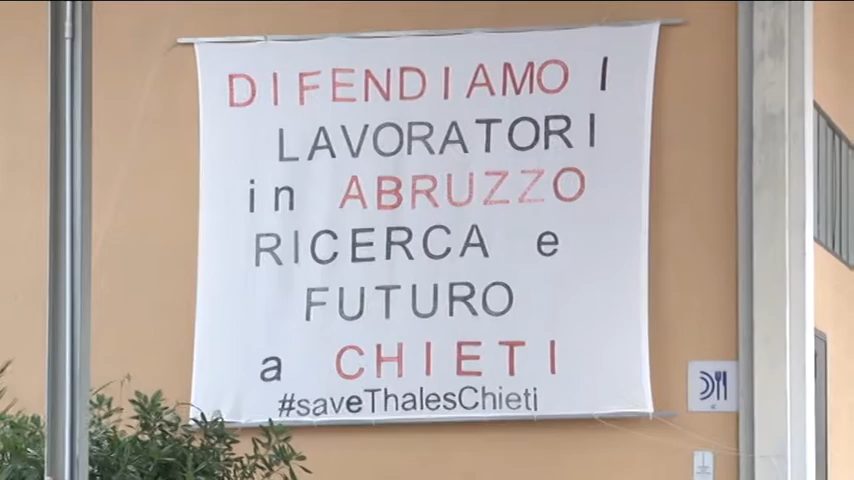 DIFENDIAMO I
LAVORATORI
in ABRUZZO
RICERCA e
FUTURO
a CHIETI
#saveThalesChieti